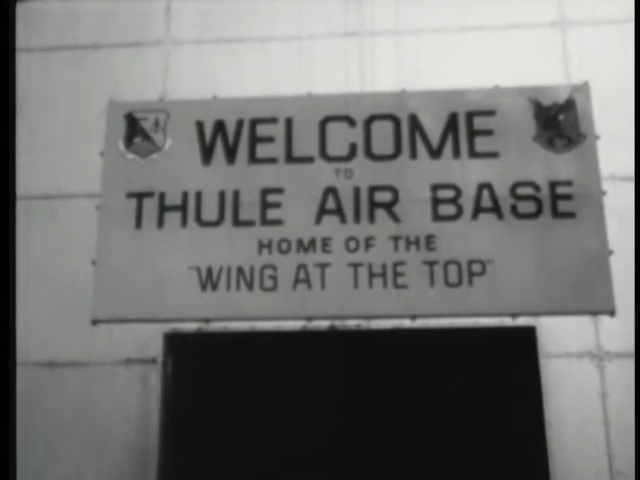 WELCOME
TO
THULE AIR BASE
HOME OF THE
"WING AT THE TOP"